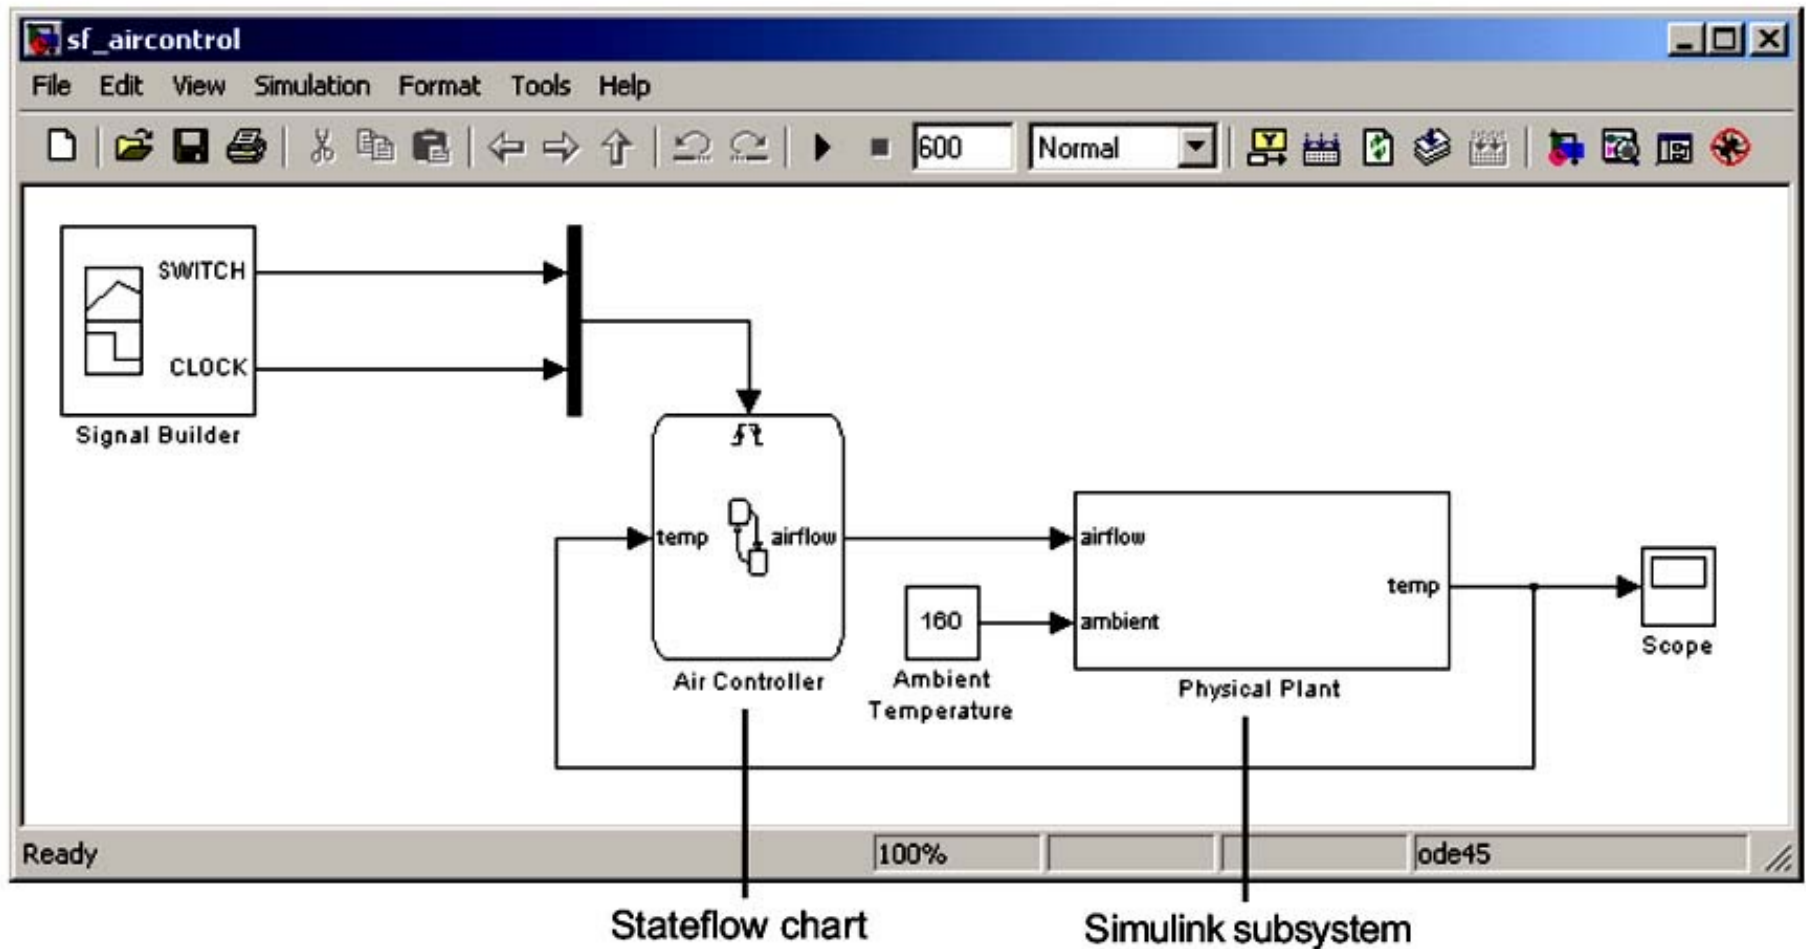 sf_aircontrol
File Edit View Simulation Format Tools Help
600 Normal
SWITCH
CLOCK
Signal Builder
temp airflow
Air Controller
160
Ambient
Temperature
airflow
ambient
temp
Physical Plant
Scope
Ready 100% ode45
Stateflow chart
Simulink subsystem